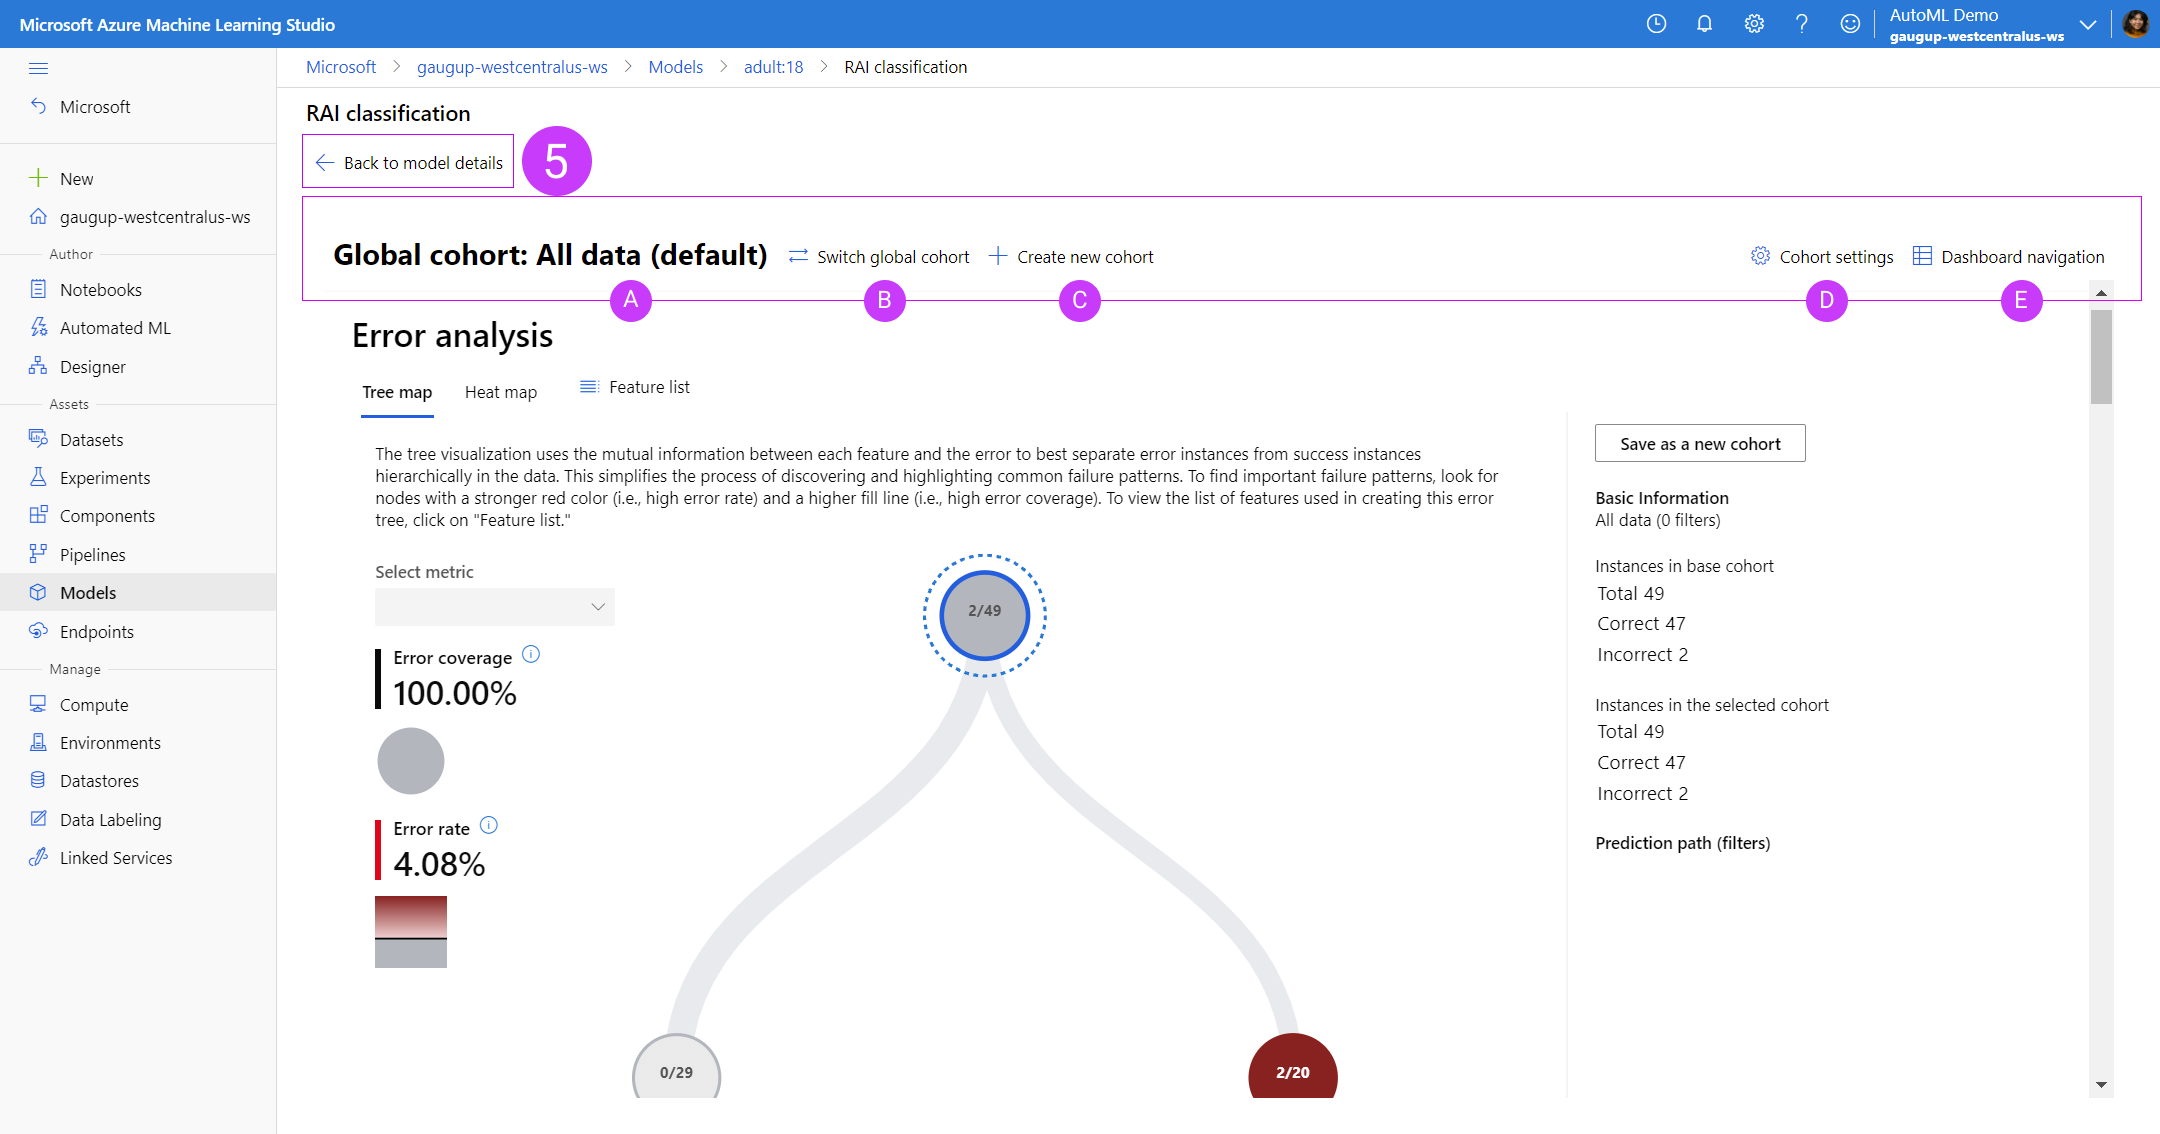 Microsoft Azure Machine Learning Studio
AutoML Demo
gaugup-westcentralus-ws
Microsoft
New
gaugup-westcentralus-ws
Author
Notebooks
Automated ML
Designer
Assets
Datasets
Experiments
Components
Pipelines
Models
Endpoints
Manage
Compute
Environments
Datastores
Data Labeling
Linked Services
Microsoft > gaugup-westcentralus-ws > Models > adult:18 > RAI classification
RAI classification
Back to model details
5
Global cohort: All data (default)
Switch global cohort
Create new cohort
Cohort settings
Dashboard navigation
A
B
C
D
E
Error analysis
Tree map
Heat map
Feature list
The tree visualization uses the mutual information between each feature and the error to best separate error instances from success instances
hierarchically in the data. This simplifies the process of discovering and highlighting common failure patterns. To find important failure patterns, look for
nodes with a stronger red color (i.e., high error rate) and a higher fill line (i.e., high error coverage). To view the list of features used in creating this error
tree, click on "Feature list."
Select metric
Error coverage
100.00%
Error rate
4.08%
2/49
0/29
2/20
Save as a new cohort
Basic Information
All data (0 filters)
Instances in base cohort
Total 49
Correct 47
Incorrect 2
Instances in the selected cohort
Total 49
Correct 47
Incorrect 2
Prediction path (filters)